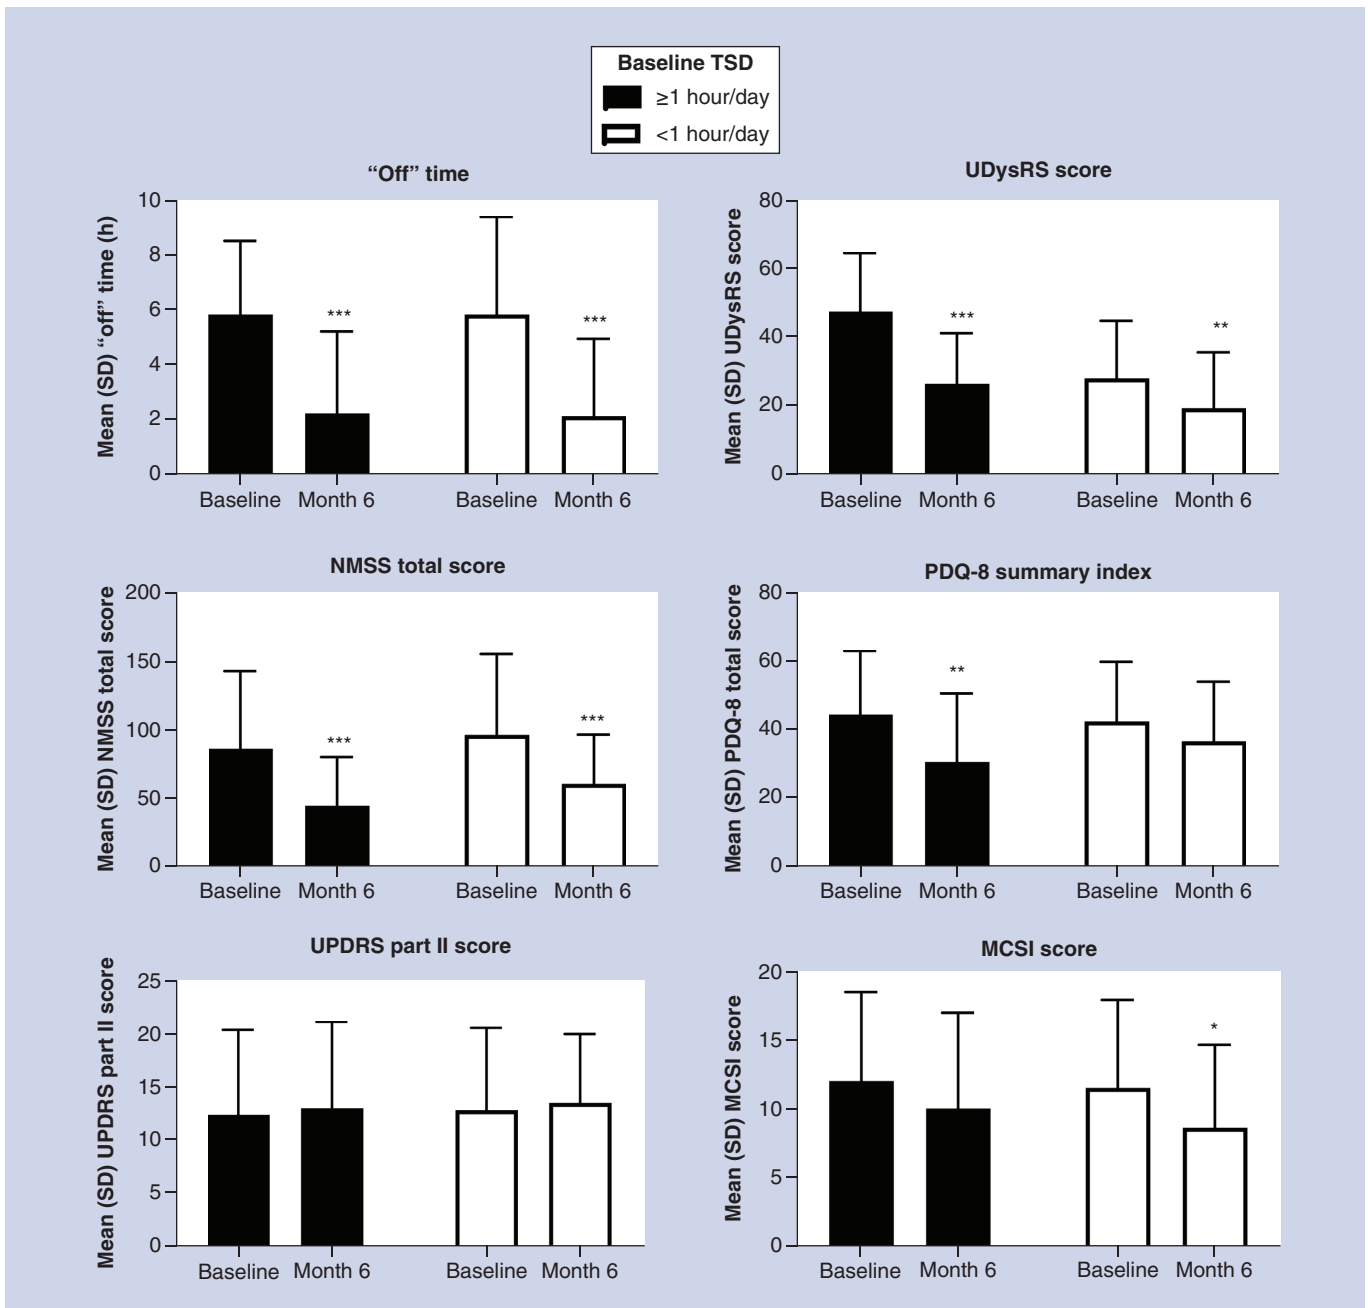 Baseline TSD
≥1 hour/day
<1 hour/day
“Off” time
Mean (SD) “off” time (h)
10
8
6
4
2
0
***
***
Baseline Month 6 Baseline Month 6
UDysRS score
Mean (SD) UDysRS score
80
60
40
20
0
***
**
Baseline Month 6 Baseline Month 6
NMSS total score
Mean (SD) NMSS total score
200
150
100
50
0
***
***
Baseline Month 6 Baseline Month 6
PDQ-8 summary index
Mean (SD) PDQ-8 total score
80
60
40
20
0
**
Baseline Month 6 Baseline Month 6
UPDRS part II score
Mean (SD) UPDRS part II score
25
20
15
10
5
0
Baseline Month 6 Baseline Month 6
MCSI score
Mean (SD) MCSI score
20
15
10
5
0
*
Baseline Month 6 Baseline Month 6